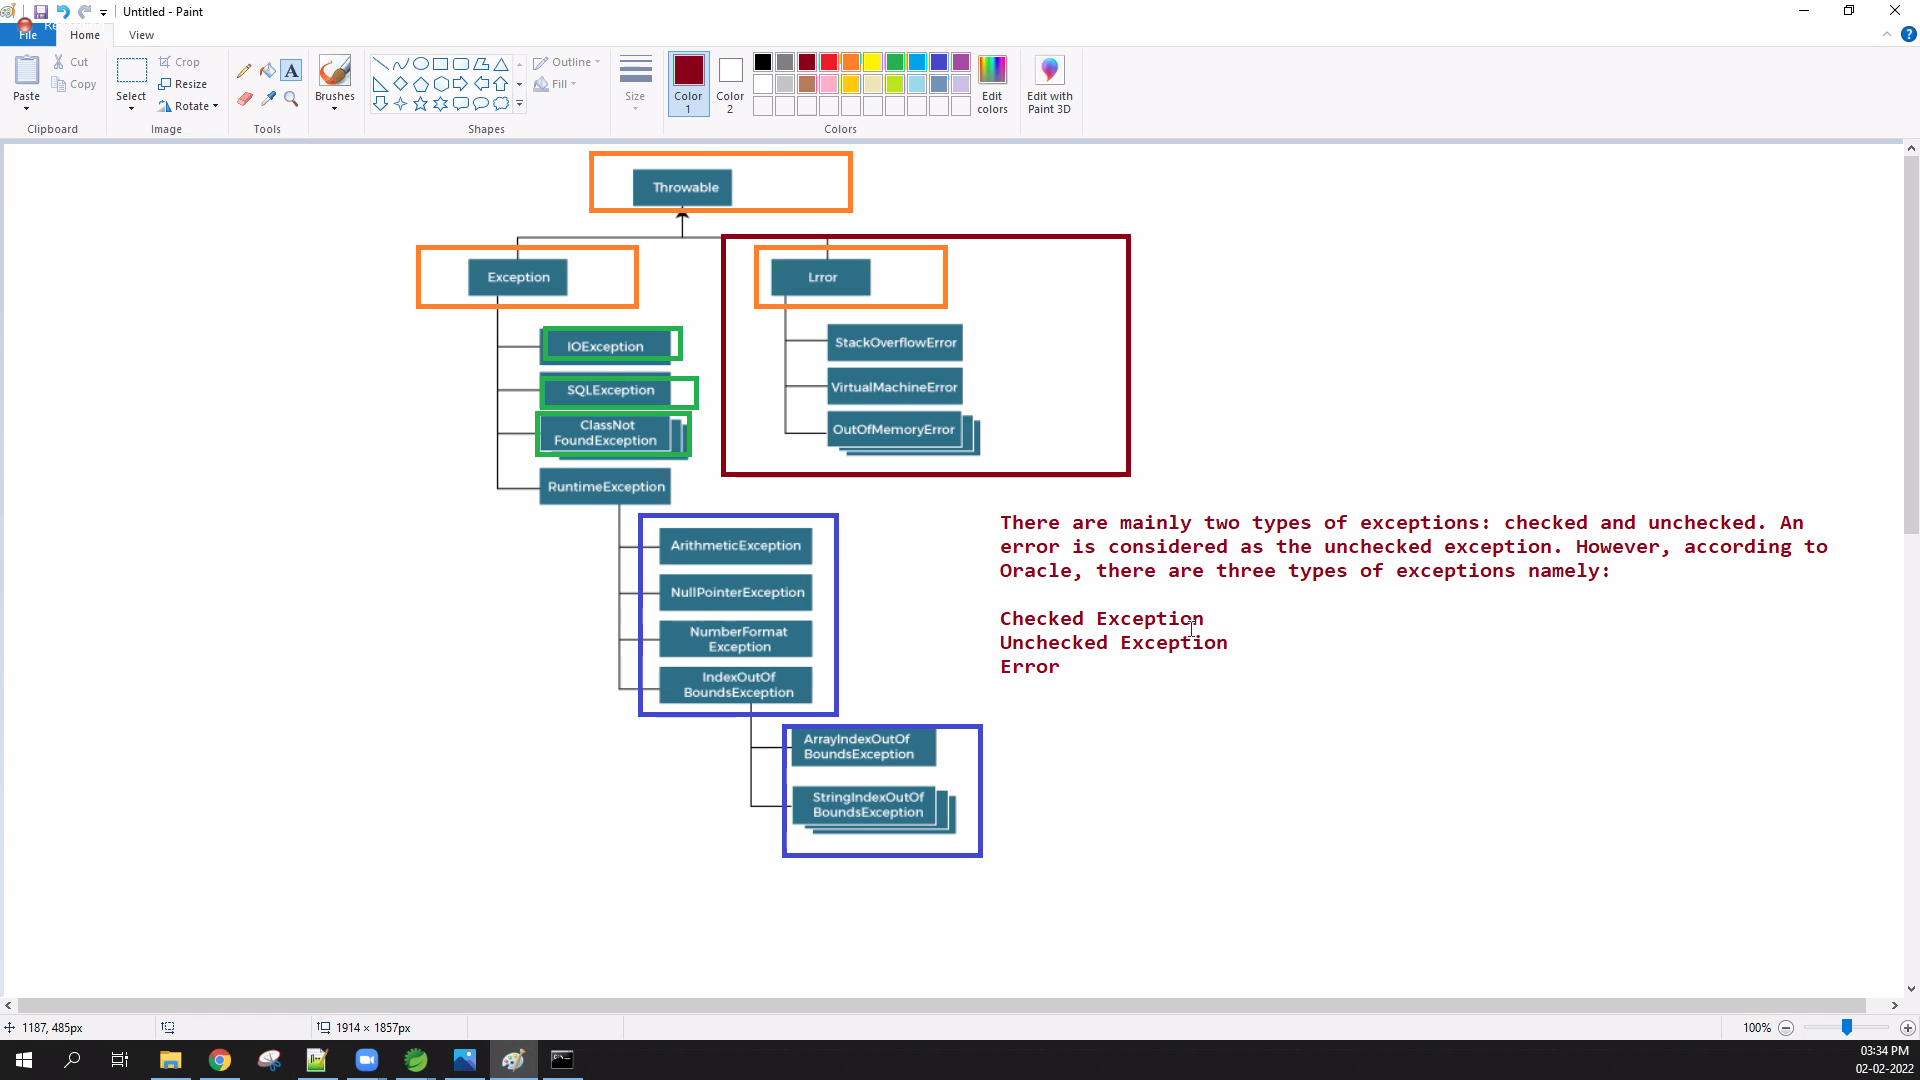 Untitled - Paint
File
Home
View
Paste
Cut
Copy
Clipboard
Select
Crop
Resize
Rotate
Image
A
Tools
Brushes
Shapes
Outline
Fill
Size
Color
1
Color
2
Colors
Edit
colors
Edit with
Paint 3D
Throwable
Exception
Lrror
IOException
SQLException
ClassNot
FoundException
RuntimeException
StackOverflowError
VirtualMachineError
OutOfMemoryError
ArithmeticException
NullPointerException
NumberFormat
Exception
IndexOutOf
BoundsException
ArrayIndexOutOf
BoundsException
StringIndexOutOf
BoundsException
There are mainly two types of exceptions: checked and unchecked. An
error is considered as the unchecked exception. However, according to
Oracle, there are three types of exceptions namely:
Checked Exception
Unchecked Exception
Error
1187, 485px
1914 × 1857px
100%
03:34 PM
02-02-2022